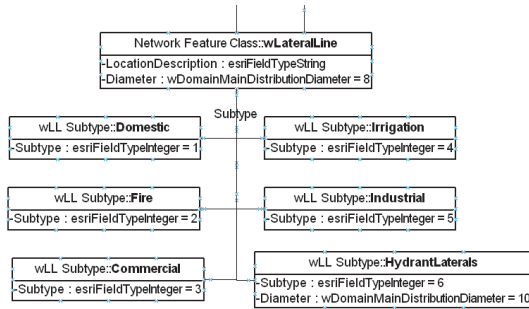 Network Feature Class::wLateralLine
-LocationDescription : esriFieldTypeString
-Diameter : wDomainMainDistributionDiameter = 8
Subtype
wLL Subtype::Domestic
-Subtype : esriFieldTypeInteger = 1
wLL Subtype::Irrigation
-Subtype : esriFieldTypeInteger = 4
wLL Subtype::Fire
-Subtype : esriFieldTypeInteger = 2
wLL Subtype::Industrial
-Subtype : esriFieldTypeInteger = 5
wLL Subtype::Commercial
-Subtype : esriFieldTypeInteger = 3
wLL Subtype::HydrantLaterals
-Subtype : esriFieldTypeInteger = 6
-Diameter : wDomainMainDistributionDiameter = 10